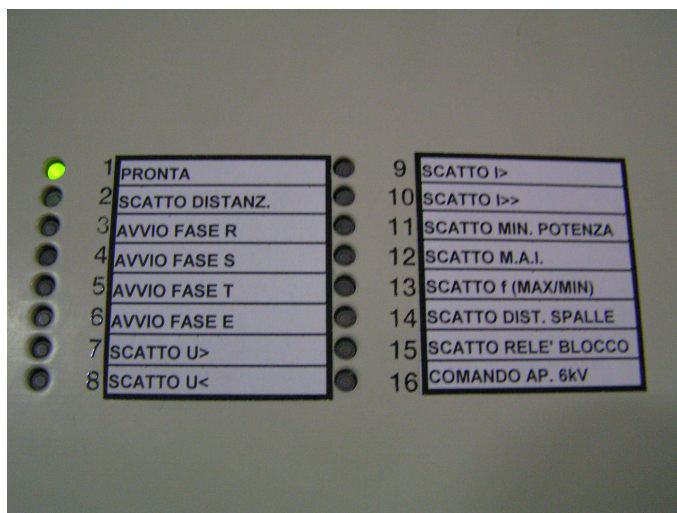 1 PRONTA
2 SCATTO DISTANZ.
3 AVVIO FASE R
4 AVVIO FASE S
5 AVVIO FASE T
6 AVVIO FASE E
7 SCATTO U>
8 SCATTO U<
9 SCATTO I>
10 SCATTO I>>
11 SCATTO MIN. POTENZA
12 SCATTO M.A.I.
13 SCATTO f (MAX/MIN)
14 SCATTO DIST. SPALLE
15 SCATTO RELE' BLOCCO
16 COMANDO AP. 6kV